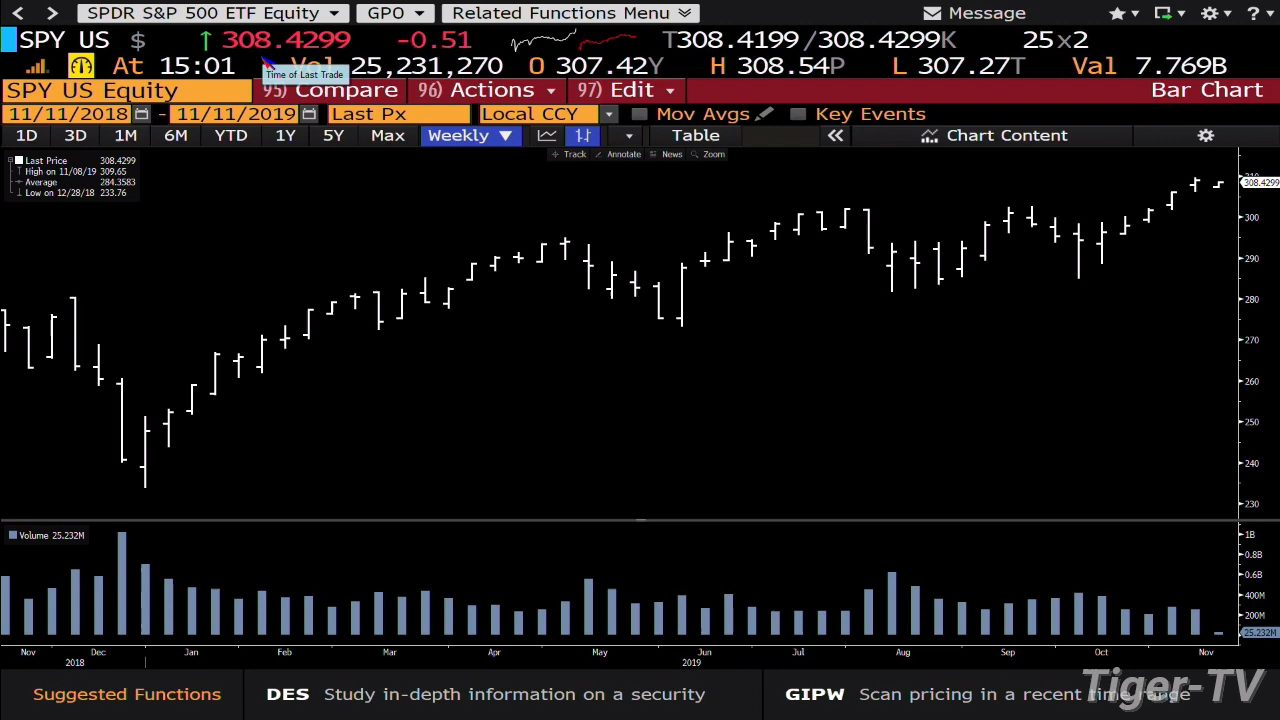 SPDR S&P 500 ETF Equity GPO Related Functions Menu Message ?
SPY US $ ↑ 308.4299 -0.51 T308.4199 /308.4299K 25x2
At 15:01 Vol 25,231,270 O 307.42Y H 308.54P L 307.27T Val 7.769B
Time of Last Trade
SPY US Equity 95) Compare 96) Actions 97) Edit Bar Chart
11/11/2018 - 11/11/2019 Last Px Local CCY Mov Avgs Key Events
1D 3D 1M 6M YTD 1Y 5Y Max Weekly ▼ Table « Chart Content
Track Annotate News Zoom
Last Price 308.4299
High on 11/08/19 309.65
Average 284.3583
Low on 12/28/18 233.76
310
308.4299
300
290
280
270
260
250
240
230
Volume 25.232M
1B
0.8B
0.6B
400M
200M
25.232M
Nov Dec Jan Feb Mar Apr May Jun Jul Aug Sep Oct Nov
2018 2019
Suggested Functions DES Study in-depth information on a security GIPW Scan pricing in a recent time range
Tiger-TV